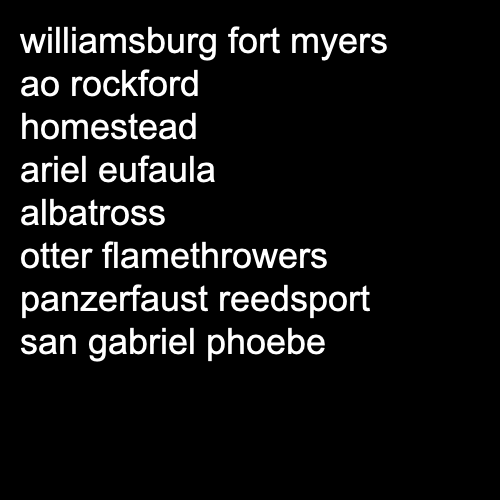 williamsburg fort myers
ao rockford
homestead
ariel eufaula
albatross
otter flamethrowers
panzerfaust reedsport
san gabriel phoebe